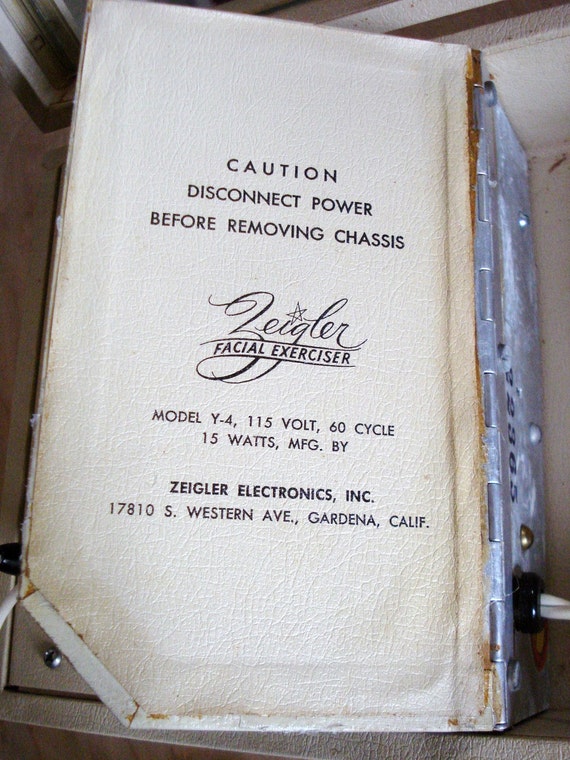 CAUTION
DISCONNECT POWER
BEFORE REMOVING CHASSIS
Zeigler
FACIAL EXERCISER
MODEL Y-4, 115 VOLT, 60 CYCLE
15 WATTS, MFG. BY
ZEIGLER ELECTRONICS, INC.
17810 S. WESTERN AVE., GARDENA, CALIF.